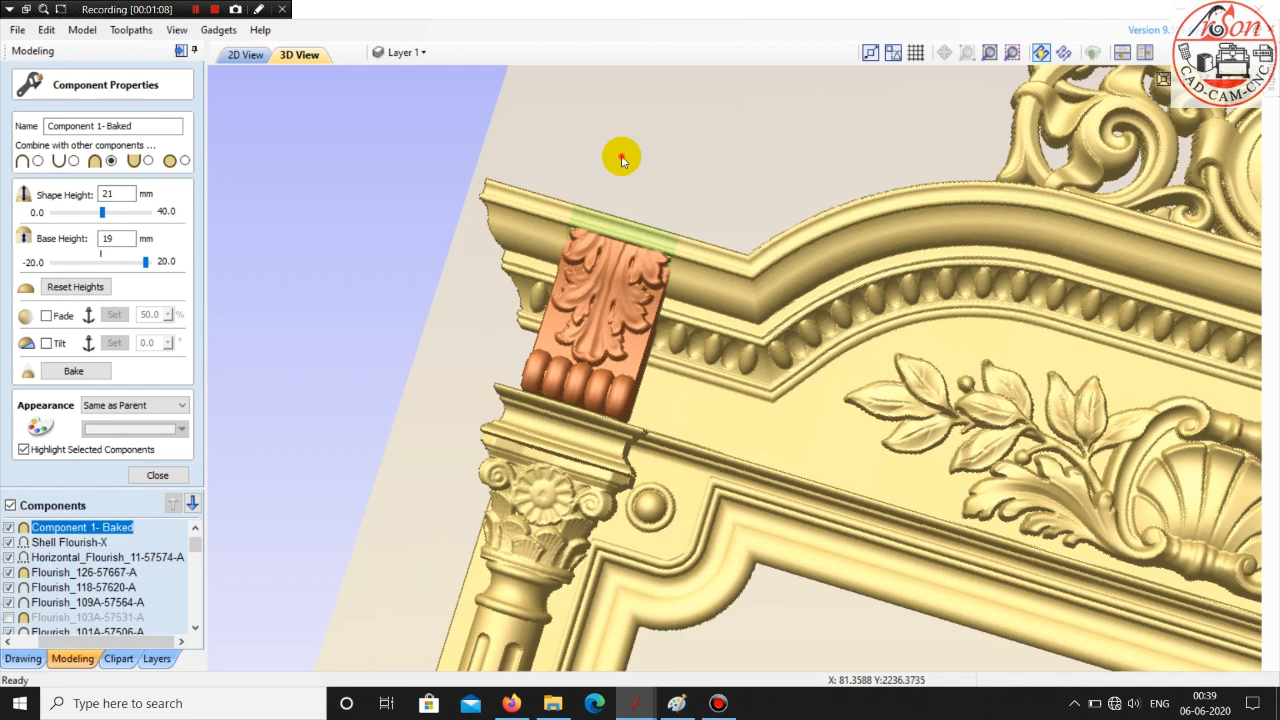 Recording [00:01:08]
File Edit Model Toolpaths View Gadgets Help
Version 9.
Modeling
2D View 3D View Layer 1
Component Properties
Name Component 1- Baked
Combine with other components ...
Shape Height: 21 mm
0.0 40.0
Base Height: 19 mm
-20.0 20.0
Reset Heights
Fade Set 50.0 %
Tilt Set 0.0 °
Bake
Appearance Same as Parent
Highlight Selected Components
Close
Components
Component 1- Baked
Shell Flourish-X
Horizontal_Flourish_11-57574-A
Flourish_126-57667-A
Flourish_118-57620-A
Flourish_109A-57564-A
Flourish_103A-57531-A
Flourish_101A-57506-A
Drawing Modeling Clipart Layers
Ready
X: 81.3588 Y:2236.3735
Type here to search
ENG
00:39
06-06-2020
CAD-CAM-CNC